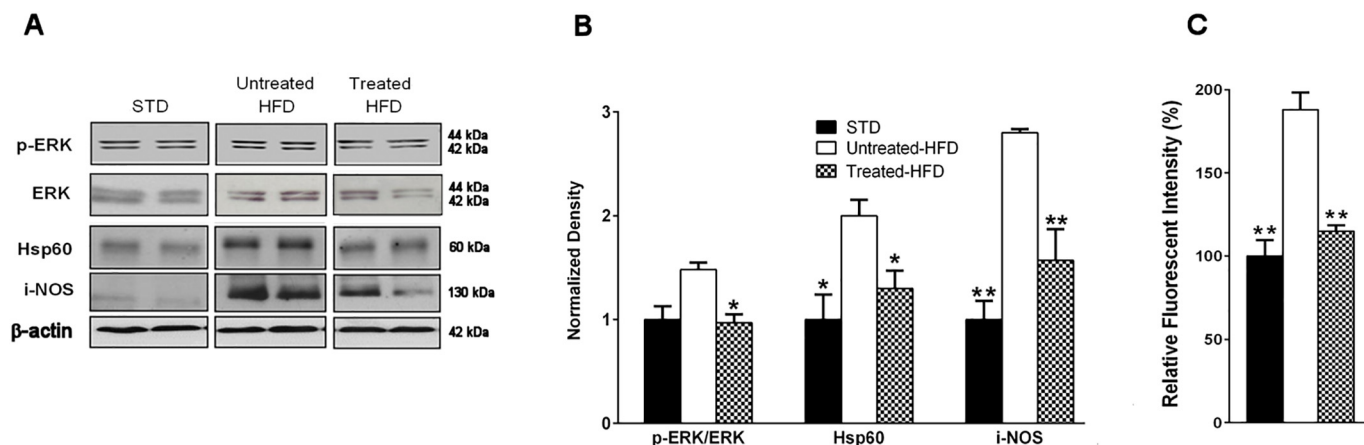 A
STD
Untreated
HFD
Treated
HFD
p-ERK
44 kDa
42 kDa
ERK
44 kDa
42 kDa
Hsp60
60 kDa
i-NOS
130 kDa
β-actin
42 kDa
B
Normalized Density
3
2
1
0
STD
Untreated-HFD
Treated-HFD
*
*
*
**
**
p-ERK/ERK
Hsp60
i-NOS
C
Relative Fluorescent Intensity (%)
200
150
100
50
0
**
**